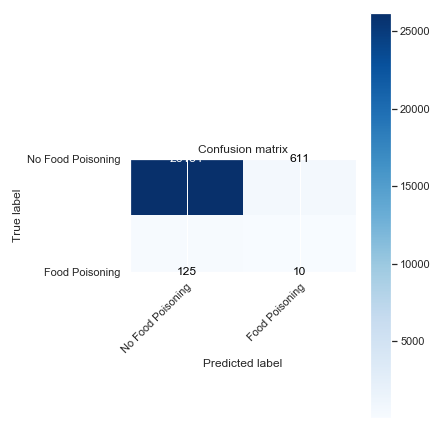 Confusion matrix
No Food Poisoning
611
Food Poisoning
125
10
True label
No Food Poisoning
Food Poisoning
Predicted label
25000
20000
15000
10000
5000